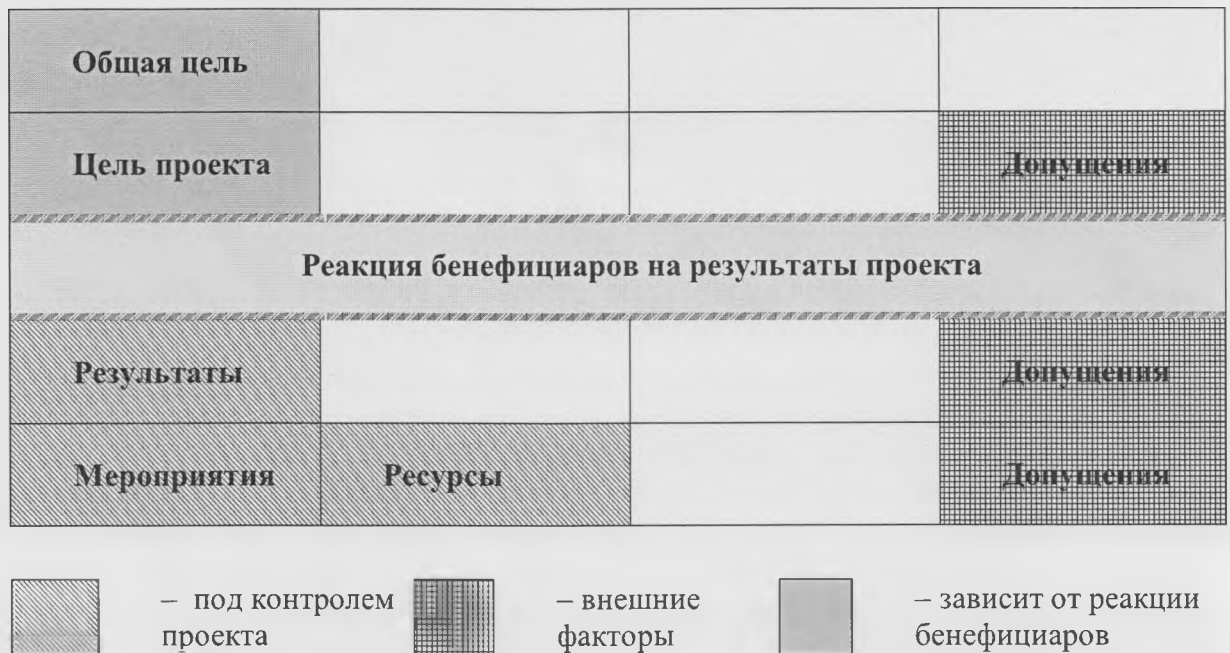 Общая цель
Цель проекта
Допущения
Реакция бенефициаров на результаты проекта
Результаты
Допущения
Мероприятия
Ресурсы
Допущения
– под контролем
проекта
– внешние
факторы
– зависит от реакции
бенефициаров